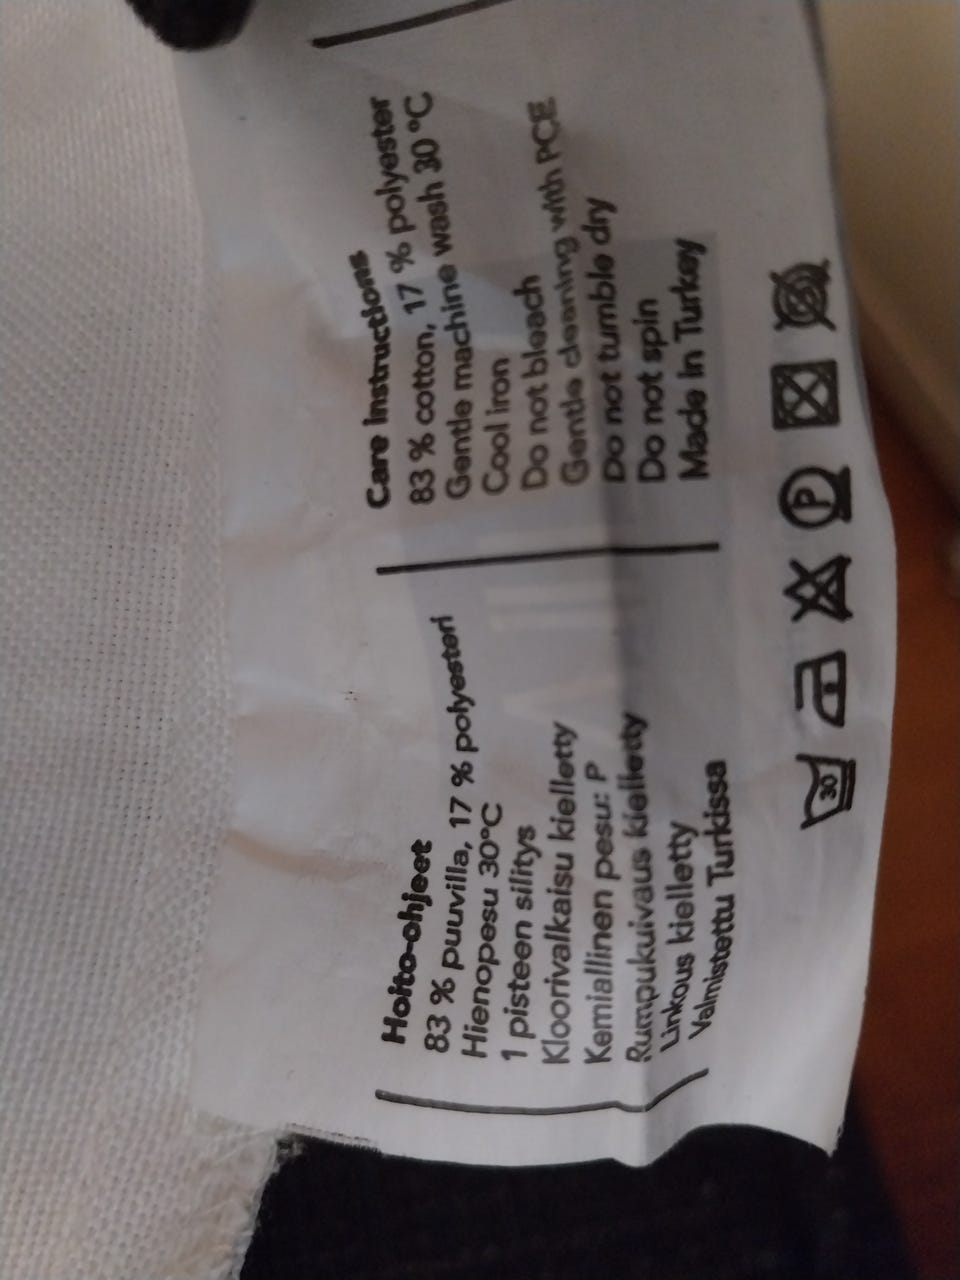 Hoito-ohjeet
83 % puuvilla, 17 % polyesteri
Hienopesu 30°C
1 pisteen silitys
Kloorivalkaisu kielletty
Kemiallinen pesu: P
Rumpukuivaus kielletty
Linkous kielletty
Valmistettu Turkissa
Care instructions
83 % cotton, 17 % polyester
Gentle machine wash 30 °C
Cool iron
Do not bleach
Gentle cleaning with PCE
Do not tumble dry
Do not spin
Made in Turkey
30 P